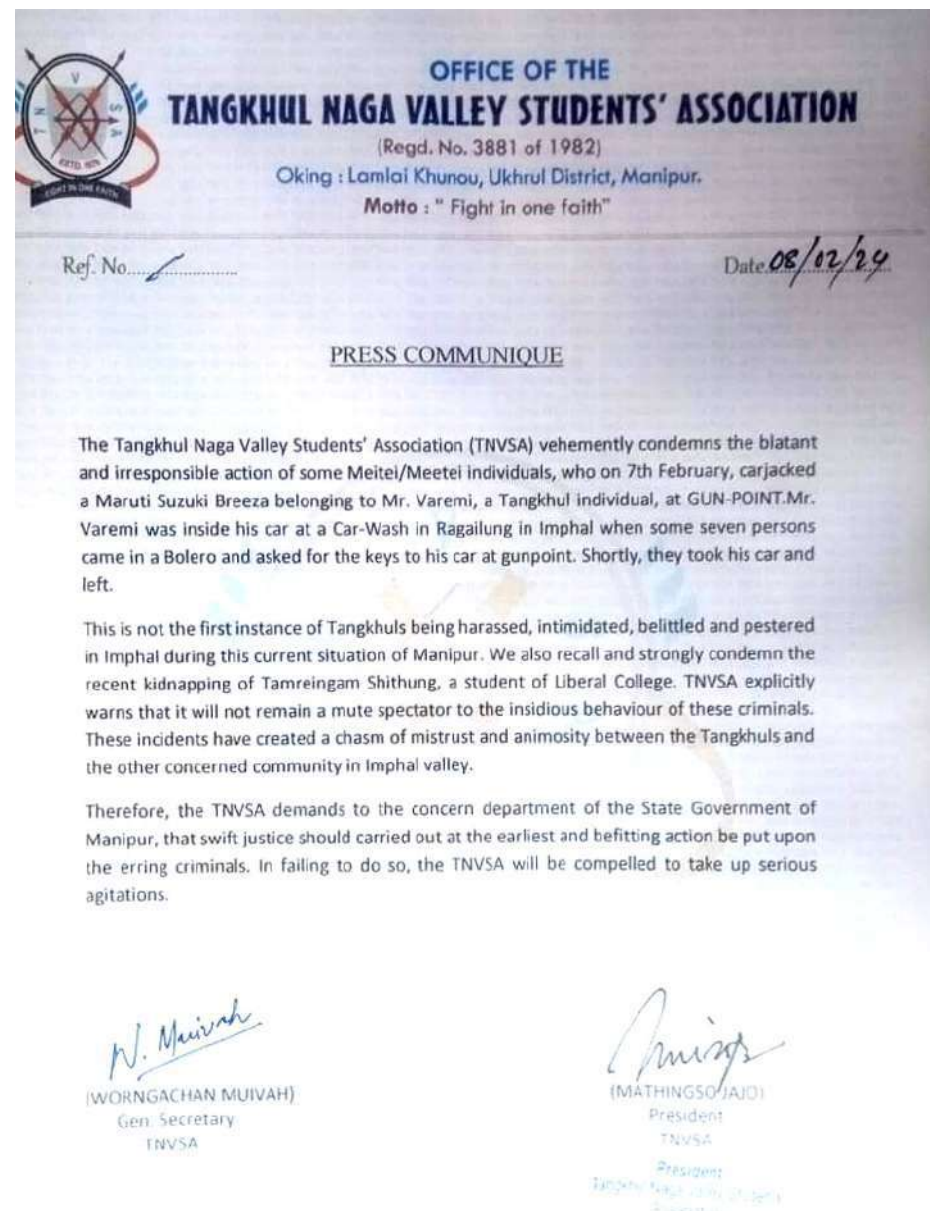 OFFICE OF THE
TANGKHUL NAGA VALLEY STUDENTS' ASSOCIATION
(Regd. No. 3881 of 1982)
Oking : Lamlai Khunou, Ukhrul District, Manipur.
Motto : " Fight in one faith"
T N V S A A
ESTD. 1975
FIGHT IN ONE FAITH
Ref. No.
Date 08/02/24
PRESS COMMUNIQUE
The Tangkhul Naga Valley Students' Association (TNVSA) vehemently condemns the blatant
and irresponsible action of some Meitei/Meetei individuals, who on 7th February, carjacked
a Maruti Suzuki Breeza belonging to Mr. Varemi, a Tangkhul individual, at GUN-POINT.Mr.
Varemi was inside his car at a Car-Wash in Ragailung in Imphal when some seven persons
came in a Bolero and asked for the keys to his car at gunpoint. Shortly, they took his car and
left.
This is not the first instance of Tangkhuls being harassed, intimidated, belittled and pestered
in Imphal during this current situation of Manipur. We also recall and strongly condemn the
recent kidnapping of Tamreingam Shithung, a student of Liberal College. TNVSA explicitly
warns that it will not remain a mute spectator to the insidious behaviour of these criminals.
These incidents have created a chasm of mistrust and animosity between the Tangkhuls and
the other concerned community in Imphal valley.
Therefore, the TNVSA demands to the concern department of the State Government of
Manipur, that swift justice should carried out at the earliest and befitting action be put upon
the erring criminals. In failing to do so, the TNVSA will be compelled to take up serious
agitations.
N. Muivah
(WORNGACHAN MUIVAH)
Gen. Secretary
TNVSA
(MATHINGSO JAJO)
President
TNVSA
President
Tangkhul Naga Valley Students